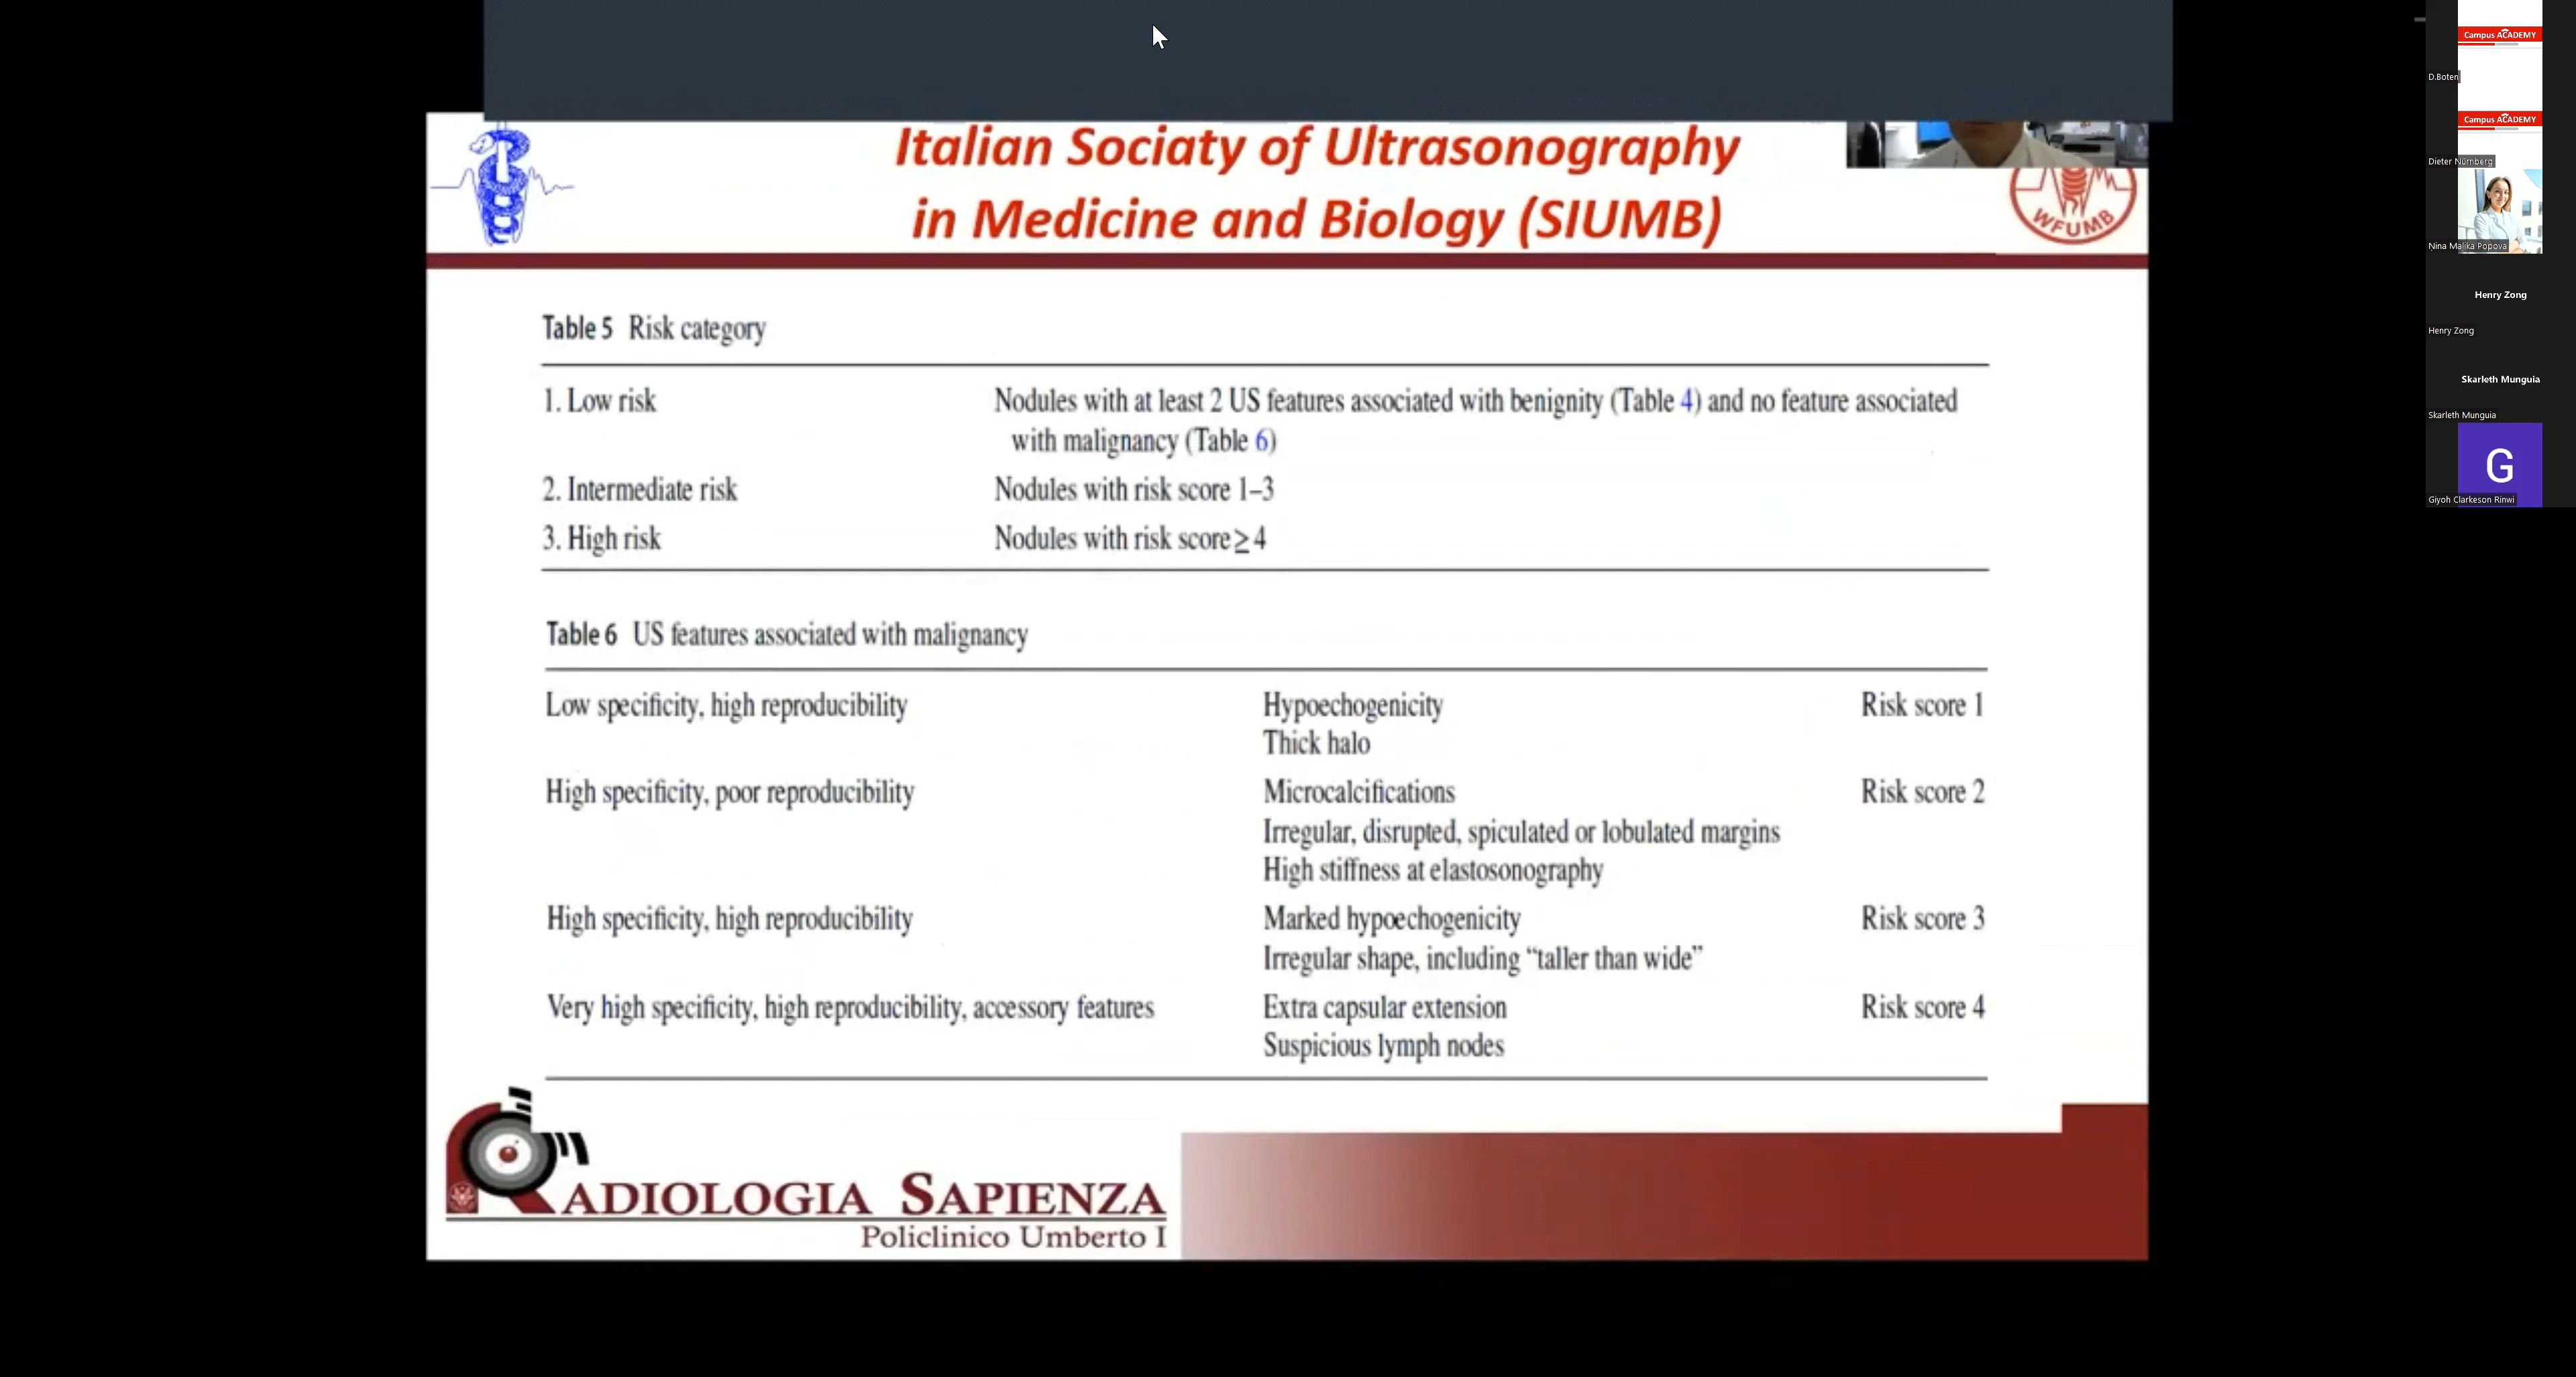 Italian Sociaty of Ultrasonography
in Medicine and Biology (SIUMB)
WFUMB
Table 5 Risk category
1. Low risk Nodules with at least 2 US features associated with benignity (Table 4) and no feature associated
with malignancy (Table 6)
2. Intermediate risk Nodules with risk score 1–3
3. High risk Nodules with risk score ≥ 4
Table 6 US features associated with malignancy
Low specificity, high reproducibility Hypoechogenicity Risk score 1
Thick halo
High specificity, poor reproducibility Microcalcifications Risk score 2
Irregular, disrupted, spiculated or lobulated margins
High stiffness at elastosonography
High specificity, high reproducibility Marked hypoechogenicity Risk score 3
Irregular shape, including “taller than wide”
Very high specificity, high reproducibility, accessory features Extra capsular extension Risk score 4
Suspicious lymph nodes
RADIOLOGIA SAPIENZA
Policlinico Umberto I
Campus ACADEMY
D.Boten
Campus ACADEMY
Dieter Nürnberg
Nina Malika Popova
Henry Zong
Henry Zong
Skarleth Munguia
Skarleth Munguia
G
Giyoh Clarkeson Rinwi